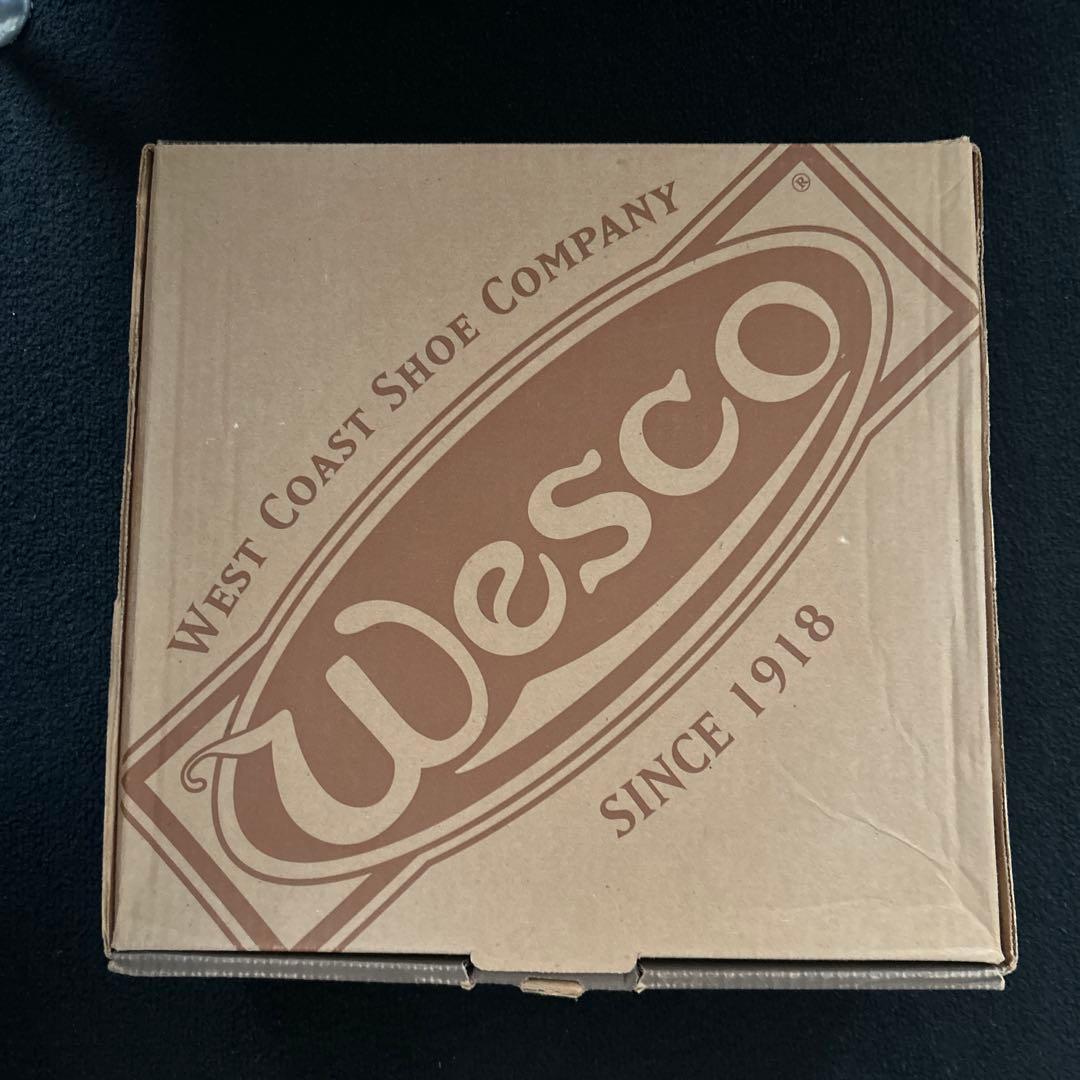 WEST COAST SHOE COMPANY
®
Wesco
SINCE 1918